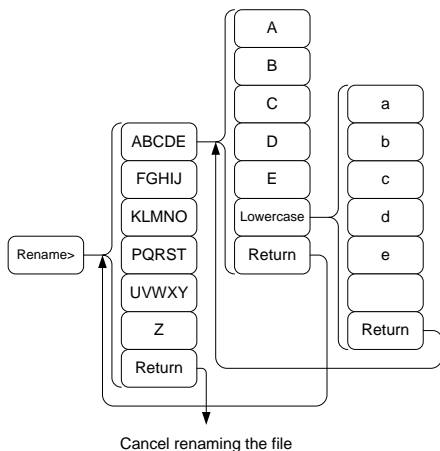 Rename>
ABCDE
FGHIJ
KLMNO
PQRST
UVWXY
Z
Return
A
B
C
D
E
Lowercase
Return
a
b
c
d
e
Return
Cancel renaming the file